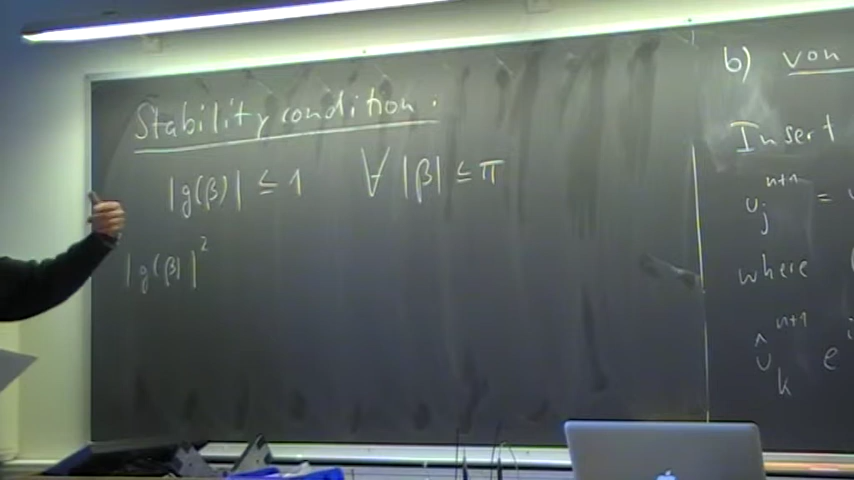 Stability condition.
|g(β)| ≤ 1 ∀ |β| ≤ π
|g(β)|²
b) von
Insert
u_j^{n+1} =
where
û_k^{n+1} e^i